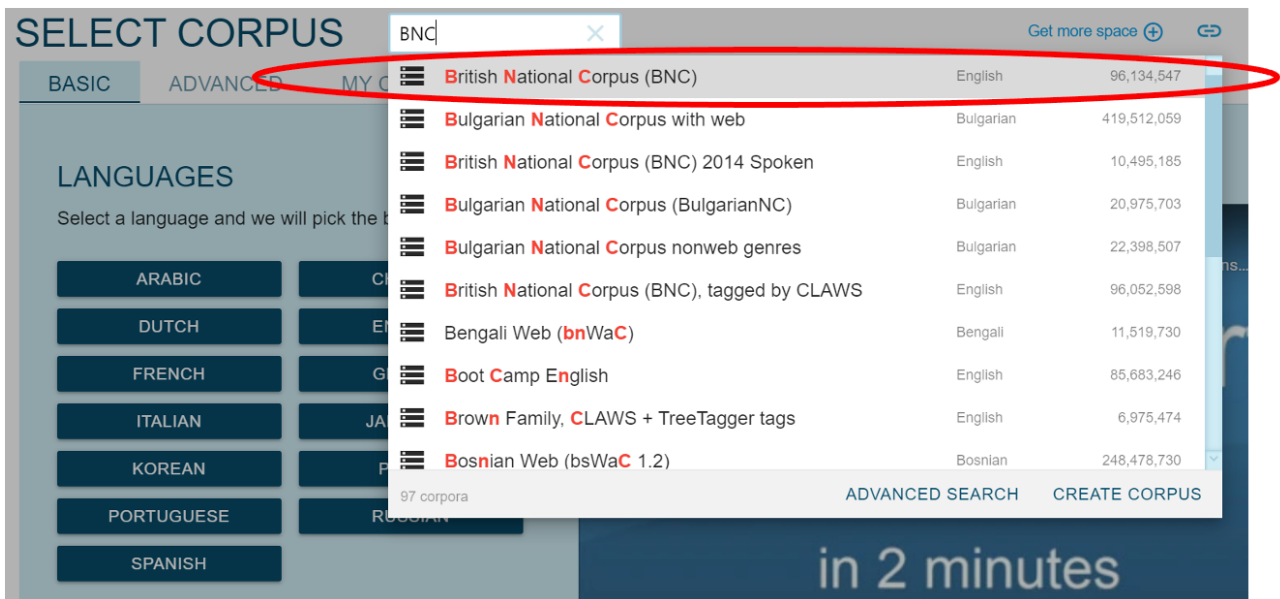 SELECT CORPUS
BNC
Get more space
BASIC
ADVANCED
MY C
British National Corpus (BNC) English 96,134,547
Bulgarian National Corpus with web Bulgarian 419,512,059
British National Corpus (BNC) 2014 Spoken English 10,495,185
Bulgarian National Corpus (BulgarianNC) Bulgarian 20,975,703
Bulgarian National Corpus nonweb genres Bulgarian 22,398,507
British National Corpus (BNC), tagged by CLAWS English 96,052,598
Bengali Web (bnWaC) Bengali 11,519,730
Boot Camp English English 85,683,246
Brown Family, CLAWS + TreeTagger tags English 6,975,474
Bosnian Web (bsWaC 1.2) Bosnian 248,478,730
97 corpora
ADVANCED SEARCH
CREATE CORPUS
LANGUAGES
Select a language and we will pick the b
ARABIC
DUTCH
FRENCH
ITALIAN
JA
KOREAN
P
PORTUGUESE
RUSSIAN
SPANISH
ns...
in 2 minutes